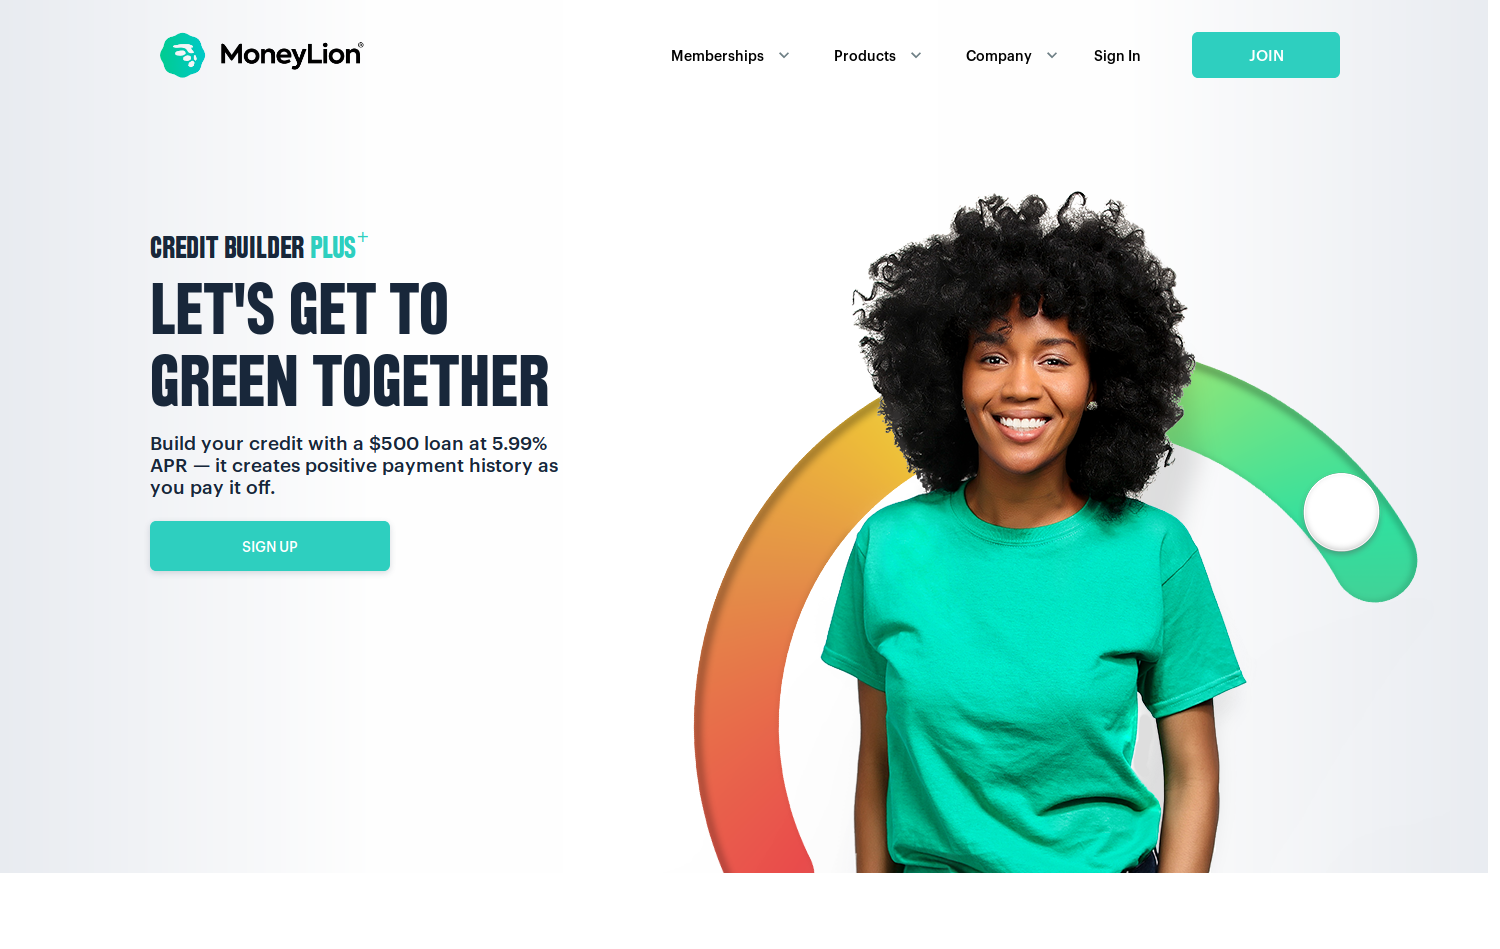 MoneyLion®
Memberships
Products
Company
Sign In
JOIN
CREDIT BUILDER PLUS+
LET'S GET TO
GREEN TOGETHER
Build your credit with a $500 loan at 5.99%
APR — it creates positive payment history as
you pay it off.
SIGN UP